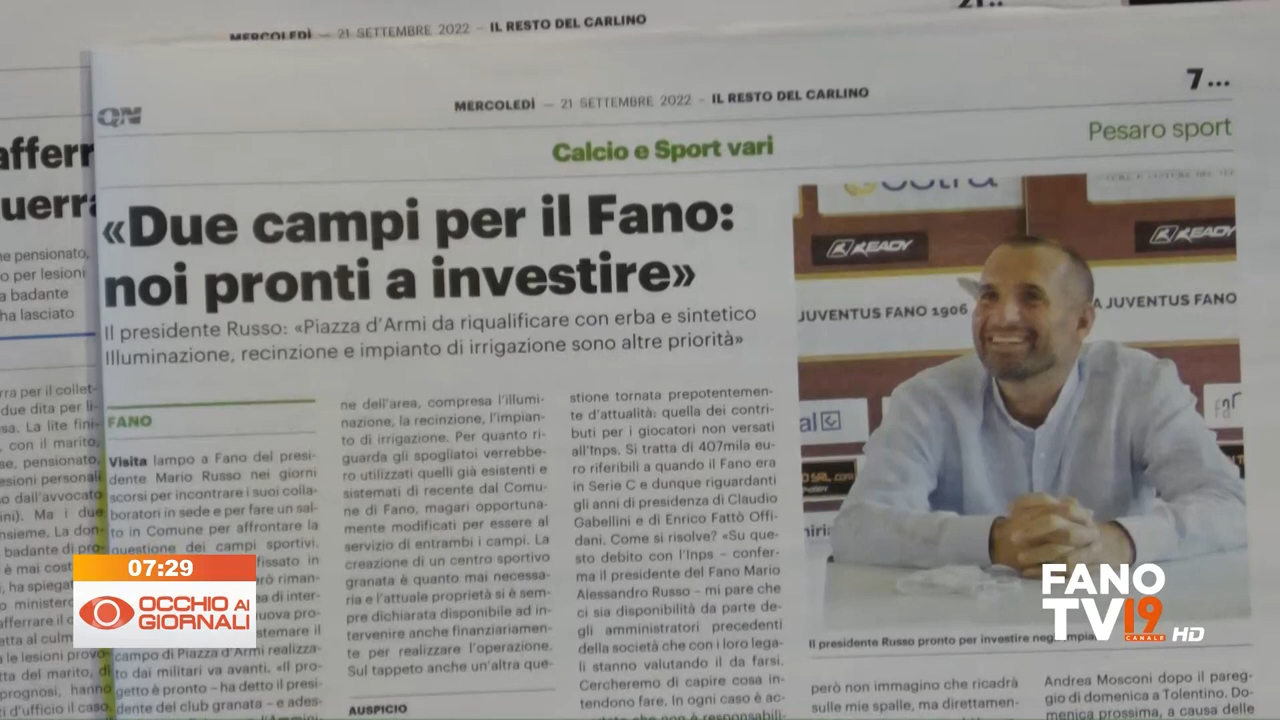 MERCOLEDÌ — 21 SETTEMBRE 2022 – IL RESTO DEL CARLINO
QN
MERCOLEDÌ — 21 SETTEMBRE 2022 – IL RESTO DEL CARLINO
7...
Calcio e Sport vari
Pesaro sport
«Due campi per il Fano:
noi pronti a investire»
Il presidente Russo: «Piazza d'Armi da riqualificare con erba e sintetico
Illuminazione, recinzione e impianto di irrigazione sono altre priorità»
FANO
Visita lampo a Fano del presi-
dente Mario Russo nei giorni
scorsi per incontrare i suoi colla-
boratori in sede e per fare un sal-
to in Comune per affrontare la
questione dei campi sportivi.
campo di Piazza d'Armi realizza-
to dai militari va avanti. «Il pro-
getto è pronto – ha detto il presi-
dente del club granata – e ades-
ne dell'area, compresa l'illumi-
nazione, la recinzione, l'impian-
to di irrigazione. Per quanto ri-
guarda gli spogliatoi verrebbe-
ro utilizzati quelli già esistenti e
sistemati di recente dal Comu-
ne di Fano, magari opportuna-
mente modificati per essere al
servizio di entrambi i campi. La
creazione di un centro sportivo
granata è quanto mai necessa-
ria e l'attuale proprietà si è sem-
pre dichiarata disponibile ad in-
tervenire anche finanziariamen-
te per realizzare l'operazione.
Sul tappeto anche un'altra que-
AUSPICIO
stione tornata prepotentemen-
te d'attualità: quella dei contri-
buti per i giocatori non versati
all'Inps. Si tratta di 407mila eu-
ro riferibili a quando il Fano era
in Serie C e dunque riguardanti
gli anni di presidenza di Claudio
Gabellini e di Enrico Fattò Offi-
dani. Come si risolve? «Su que-
sto debito con l'Inps – confer-
ma il presidente del Fano Mario
Alessandro Russo – mi pare che
ci sia disponibilità da parte de-
gli amministratori precedenti
della società che con i loro lega-
li stanno valutando il da farsi.
Cercheremo di capire cosa in-
tendono fare. In ogni caso è ac-
READY
READY
JUVENTUS FANO 1906
A JUVENTUS FANO
Il presidente Russo pronto per investire negli
però non immagino che ricadrà
sulle mie spalle, ma direttamen-
Andrea Mosconi dopo il pareg-
gio di domenica a Tolentino. Do-
menica prossima, a causa delle
07:29
OCCHIO AI
GIORNALI
FANO
TV19
CANALE
HD